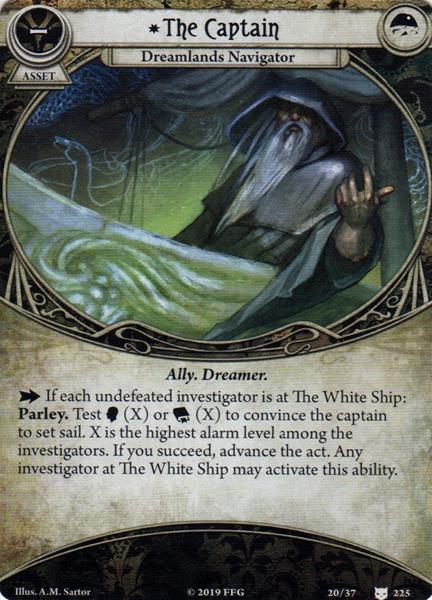 The Captain
Dreamlands Navigator
ASSET
Ally. Dreamer.
If each undefeated investigator is at The White Ship:
Parley. Test (X) or (X) to convince the captain
to set sail. X is the highest alarm level among the
investigators. If you succeed, advance the act. Any
investigator at The White Ship may activate this ability.
Illus. A.M. Sartor © 2019 FFG 20/37 225